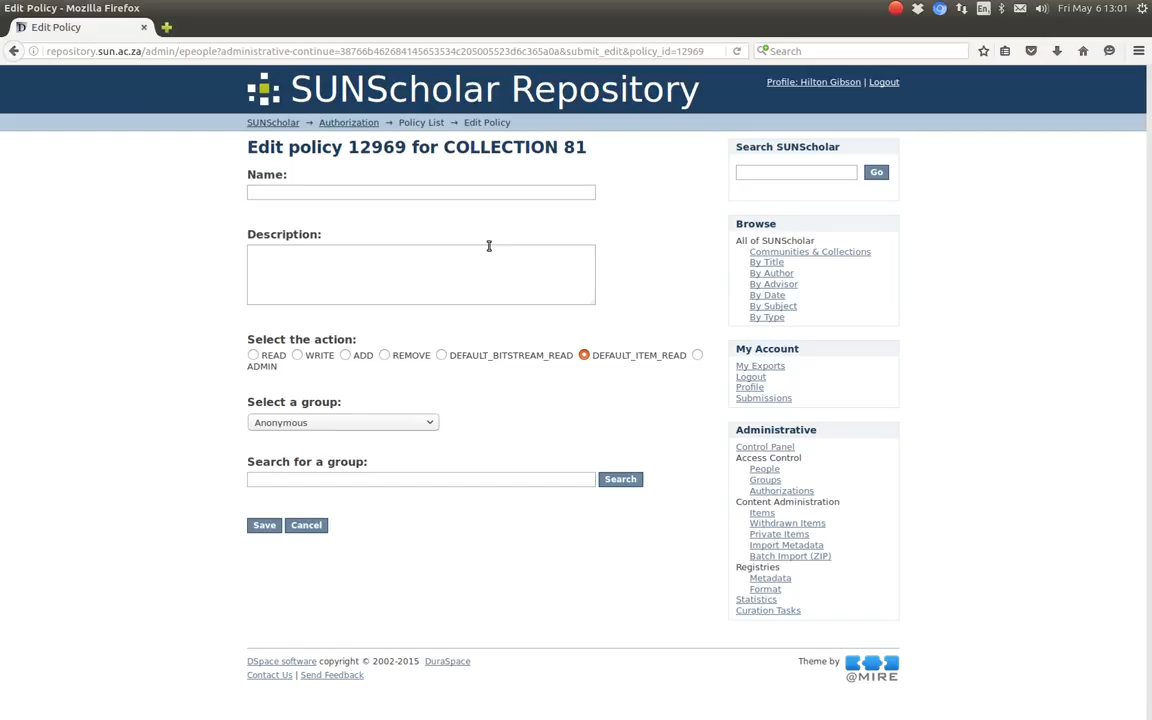 Edit Policy - Mozilla Firefox
En
Fri May 6 13:01
Edit Policy
repository.sun.ac.za/admin/epeople?administrative-continue=38766b462684145653534c205005523d6c365a0a&submit_edit&policy_id=12969
Search
SUNScholar Repository
Profile: Hilton Gibson | Logout
SUNScholar → Authorization → Policy List → Edit Policy
Edit policy 12969 for COLLECTION 81
Name:
Description:
Select the action:
READ WRITE ADD REMOVE DEFAULT_BITSTREAM_READ DEFAULT_ITEM_READ
ADMIN
Select a group:
Anonymous
Search for a group:
Search
Save Cancel
Search SUNScholar
Go
Browse
All of SUNScholar
Communities & Collections
By Title
By Author
By Advisor
By Date
By Subject
By Type
My Account
My Exports
Logout
Profile
Submissions
Administrative
Control Panel
Access Control
People
Groups
Authorizations
Content Administration
Items
Withdrawn Items
Private Items
Import Metadata
Batch Import (ZIP)
Registries
Metadata
Format
Statistics
Curation Tasks
DSpace software copyright © 2002-2015 DuraSpace
Contact Us | Send Feedback
Theme by
@MIRE